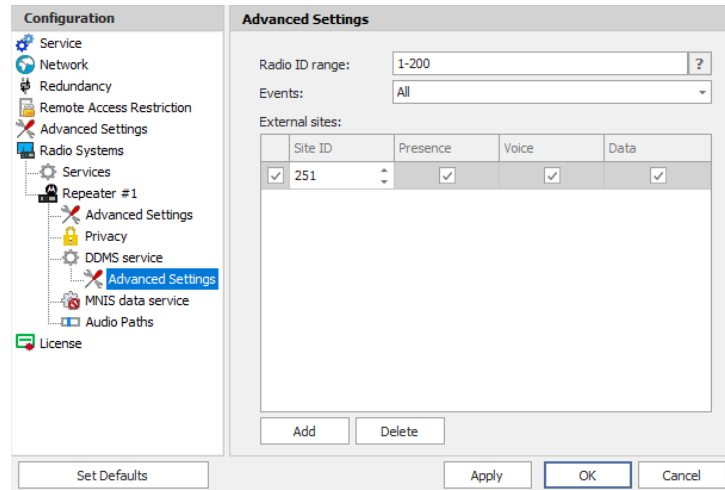 Configuration
Service
Network
Redundancy
Remote Access Restriction
Advanced Settings
Radio Systems
Services
Repeater #1
Advanced Settings
Privacy
DDMS service
Advanced Settings
MNIS data service
Audio Paths
License
Set Defaults
Advanced Settings
Radio ID range: 1-200 ?
Events: All
External sites:
Site ID Presence Voice Data
251
Add Delete
Apply OK Cancel